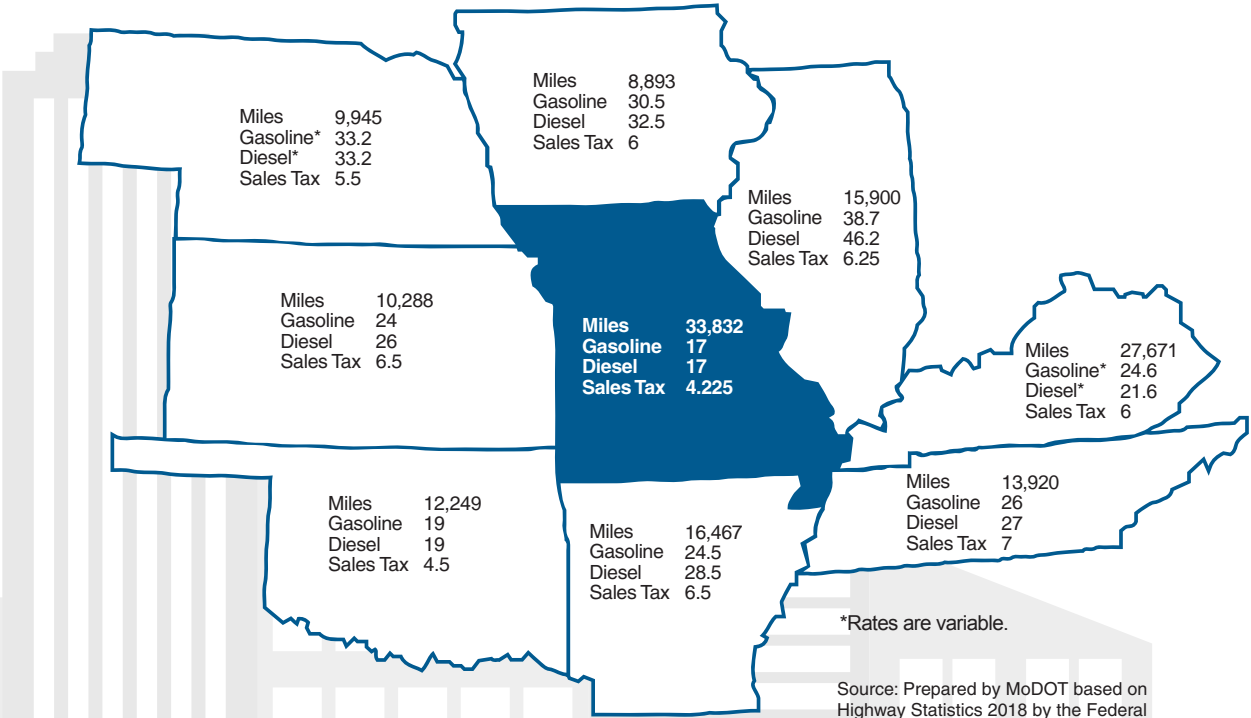 Miles 8,893
Gasoline 30.5
Diesel 32.5
Sales Tax 6
Miles 9,945
Gasoline* 33.2
Diesel* 33.2
Sales Tax 5.5
Miles 15,900
Gasoline 38.7
Diesel 46.2
Sales Tax 6.25
Miles 10,288
Gasoline 24
Diesel 26
Sales Tax 6.5
Miles 33,832
Gasoline 17
Diesel 17
Sales Tax 4.225
Miles 27,671
Gasoline* 24.6
Diesel* 21.6
Sales Tax 6
Miles 13,920
Gasoline 26
Diesel 27
Sales Tax 7
Miles 12,249
Gasoline 19
Diesel 19
Sales Tax 4.5
Miles 16,467
Gasoline 24.5
Diesel 28.5
Sales Tax 6.5
*Rates are variable.
Source: Prepared by MoDOT based on
Highway Statistics 2018 by the Federal